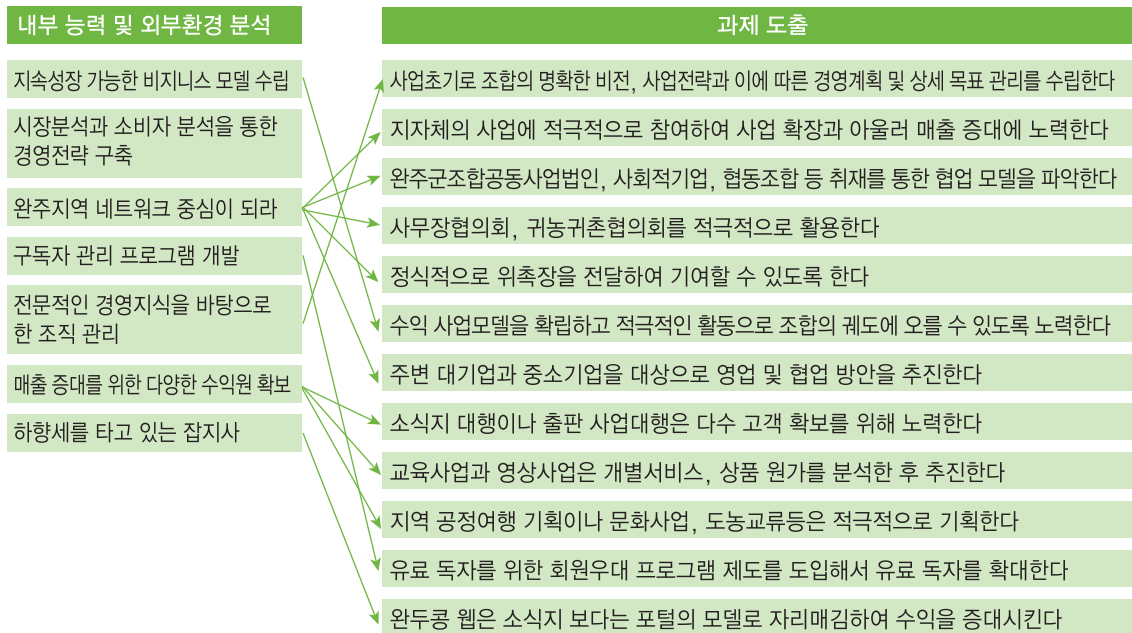 내부 능력 및 외부환경 분석
지속성장 가능한 비지니스 모델 수립
시장분석과 소비자 분석을 통한
경영전략 구축
완주지역 네트워크 중심이 되라
구독자 관리 프로그램 개발
전문적인 경영지식을 바탕으로
한 조직 관리
매출 증대를 위한 다양한 수익원 확보
하향세를 타고 있는 잡지사
과제 도출
사업초기로 조합의 명확한 비전, 사업전략과 이에 따른 경영계획 및 상세 목표 관리를 수립한다
지자체의 사업에 적극적으로 참여하여 사업 확장과 아울러 매출 증대에 노력한다
완주군조합공동사업법인, 사회적기업, 협동조합 등 취재를 통한 협업 모델을 파악한다
사무장협의회, 귀농귀촌협의회를 적극적으로 활용한다
정식적으로 위촉장을 전달하여 기여할 수 있도록 한다
수익 사업모델을 확립하고 적극적인 활동으로 조합의 궤도에 오를 수 있도록 노력한다
주변 대기업과 중소기업을 대상으로 영업 및 협업 방안을 추진한다
소식지 대행이나 출판 사업대행은 다수 고객 확보를 위해 노력한다
교육사업과 영상사업은 개별서비스, 상품 원가를 분석한 후 추진한다
지역 공정여행 기획이나 문화사업, 도농교류등은 적극적으로 기획한다
유료 독자를 위한 회원우대 프로그램 제도를 도입해서 유료 독자를 확대한다
완두콩 웹은 소식지 보다는 포털의 모델로 자리매김하여 수익을 증대시킨다